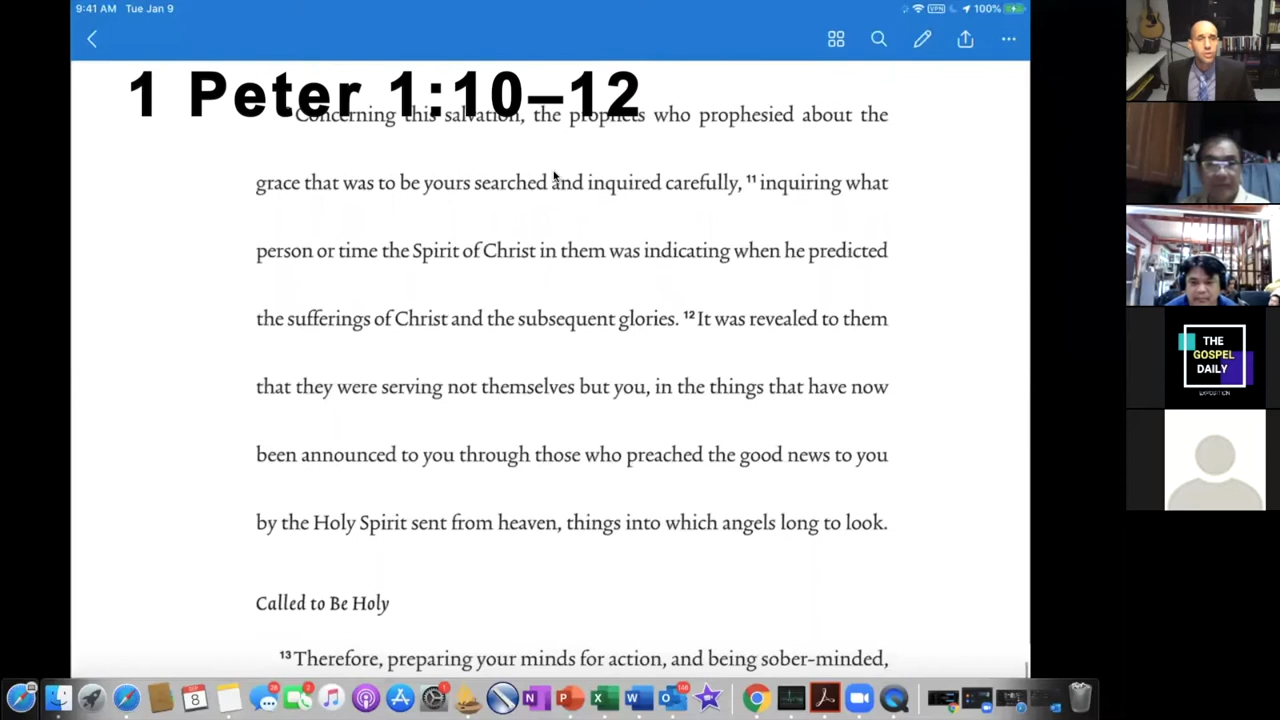 9:41 AM Tue Jan 9
VPN
100%
1 Peter 1:10–12
Concerning this salvation, the prophets who prophesied about the
grace that was to be yours searched and inquired carefully, ¹¹ inquiring what
person or time the Spirit of Christ in them was indicating when he predicted
the sufferings of Christ and the subsequent glories. ¹² It was revealed to them
that they were serving not themselves but you, in the things that have now
been announced to you through those who preached the good news to you
by the Holy Spirit sent from heaven, things into which angels long to look.
Called to Be Holy
¹³ Therefore, preparing your minds for action, and being sober-minded,
THE
GOSPEL
DAILY
EXPOSITION
8